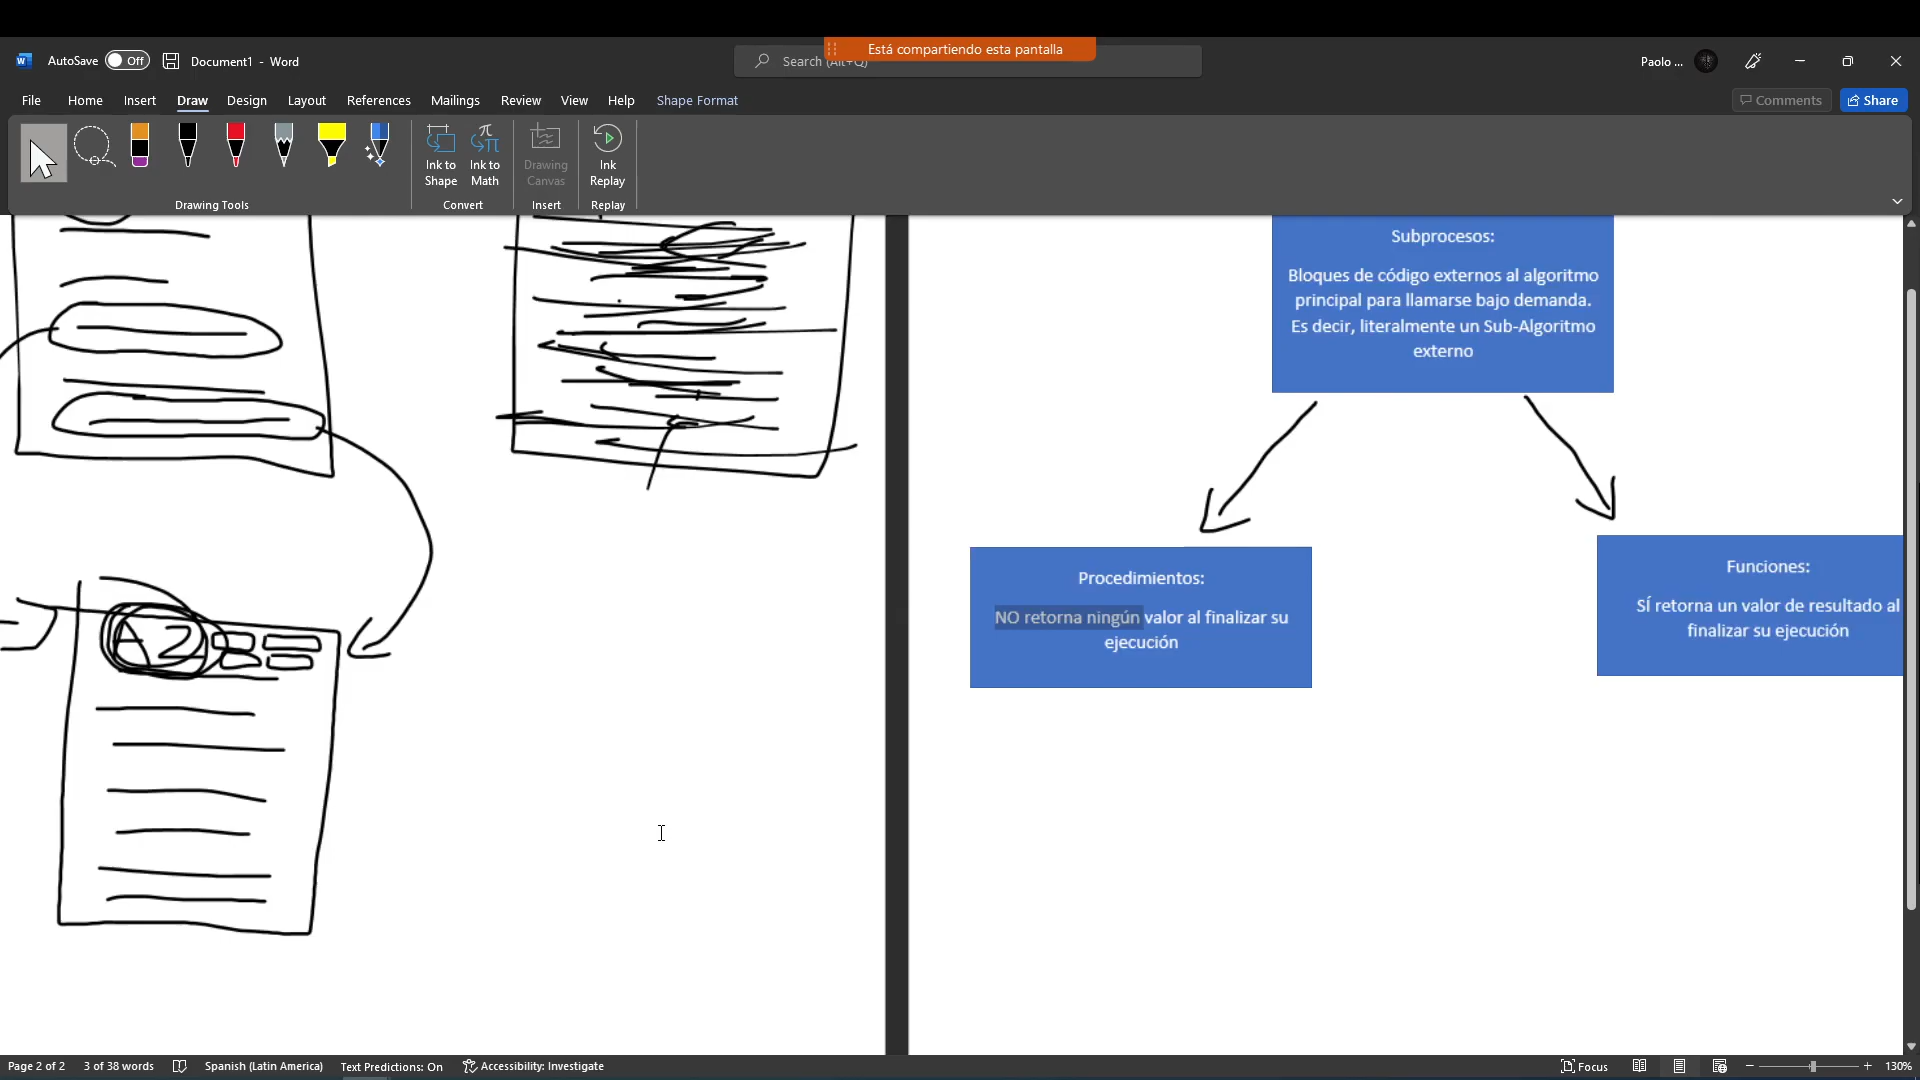 Está compartiendo esta pantalla
AutoSave Off Document1 - Word
Search (Alt+Q)
Paolo ...
File Home Insert Draw Design Layout References Mailings Review View Help Shape Format
Comments Share
Ink to Shape
Ink to Math
Drawing Canvas
Ink Replay
Drawing Tools Convert Insert Replay
Subprocesos:
Bloques de código externos al algoritmo
principal para llamarse bajo demanda.
Es decir, literalmente un Sub-Algoritmo
externo
Procedimientos:
NO retorna ningún valor al finalizar su
ejecución
Funciones:
SÍ retorna un valor de resultado al
finalizar su ejecución
Page 2 of 2 3 of 38 words Spanish (Latin America) Text Predictions: On Accessibility: Investigate
Focus 130%